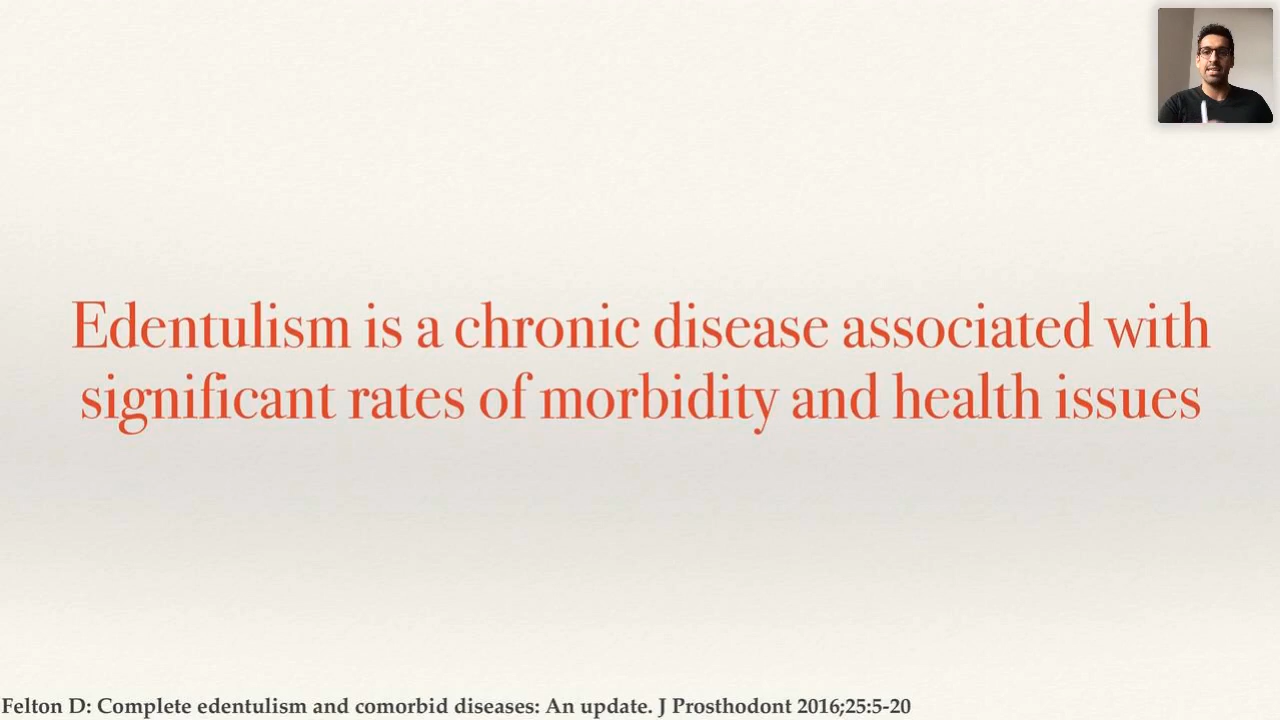 Edentulism is a chronic disease associated with
significant rates of morbidity and health issues
Felton D: Complete edentulism and comorbid diseases: An update. J Prosthodont 2016;25:5-20